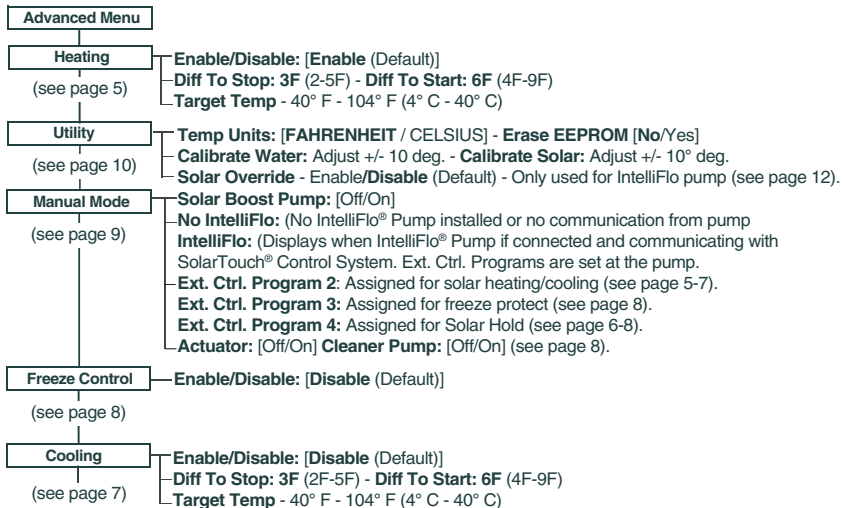 Advanced Menu
Heating
(see page 5)
Enable/Disable: [Enable (Default)]
Diff To Stop: 3F (2-5F) - Diff To Start: 6F (4F-9F)
Target Temp - 40° F - 104° F (4° C - 40° C)
Utility
(see page 10)
Temp Units: [FAHRENHEIT / CELSIUS] - Erase EEPROM [No/Yes]
Calibrate Water: Adjust +/- 10 deg. - Calibrate Solar: Adjust +/- 10° deg.
Solar Override - Enable/Disable (Default) - Only used for IntelliFlo pump (see page 12).
Manual Mode
(see page 9)
Solar Boost Pump: [Off/On]
No IntelliFlo: (No IntelliFlo® Pump installed or no communication from pump
IntelliFlo: (Displays when IntelliFlo® Pump if connected and communicating with
SolarTouch® Control System. Ext. Ctrl. Programs are set at the pump.
Ext. Ctrl. Program 2: Assigned for solar heating/cooling (see page 5-7).
Ext. Ctrl. Program 3: Assigned for freeze protect (see page 8).
Ext. Ctrl. Program 4: Assigned for Solar Hold (see page 6-8).
Actuator: [Off/On] Cleaner Pump: [Off/On] (see page 8).
Freeze Control
(see page 8)
Enable/Disable: [Disable (Default)]
Cooling
(see page 7)
Enable/Disable: [Disable (Default)]
Diff To Stop: 3F (2F-5F) - Diff To Start: 6F (4F-9F)
Target Temp - 40° F - 104° F (4° C - 40° C)